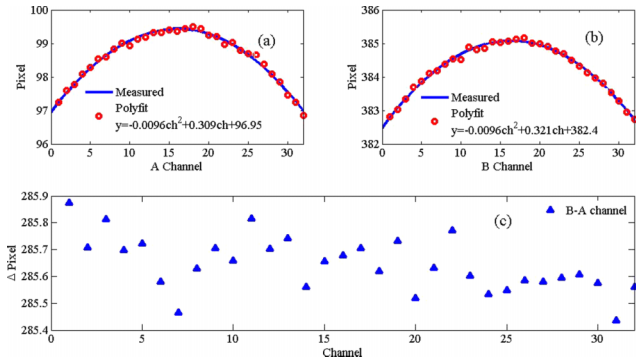 100
99
98
97
96
Pixel
(a)
Measured
Polyfit
y=-0.0096ch²+0.309ch+96.95
0 5 10 15 20 25 30
A Channel
386
385
384
383
382
Pixel
(b)
Measured
Polyfit
y=-0.0096ch²+0.321ch+382.4
0 5 10 15 20 25 30
B Channel
285.9
285.8
285.7
285.6
285.5
285.4
Δ Pixel
(c)
B-A channel
0 5 10 15 20 25 30
Channel